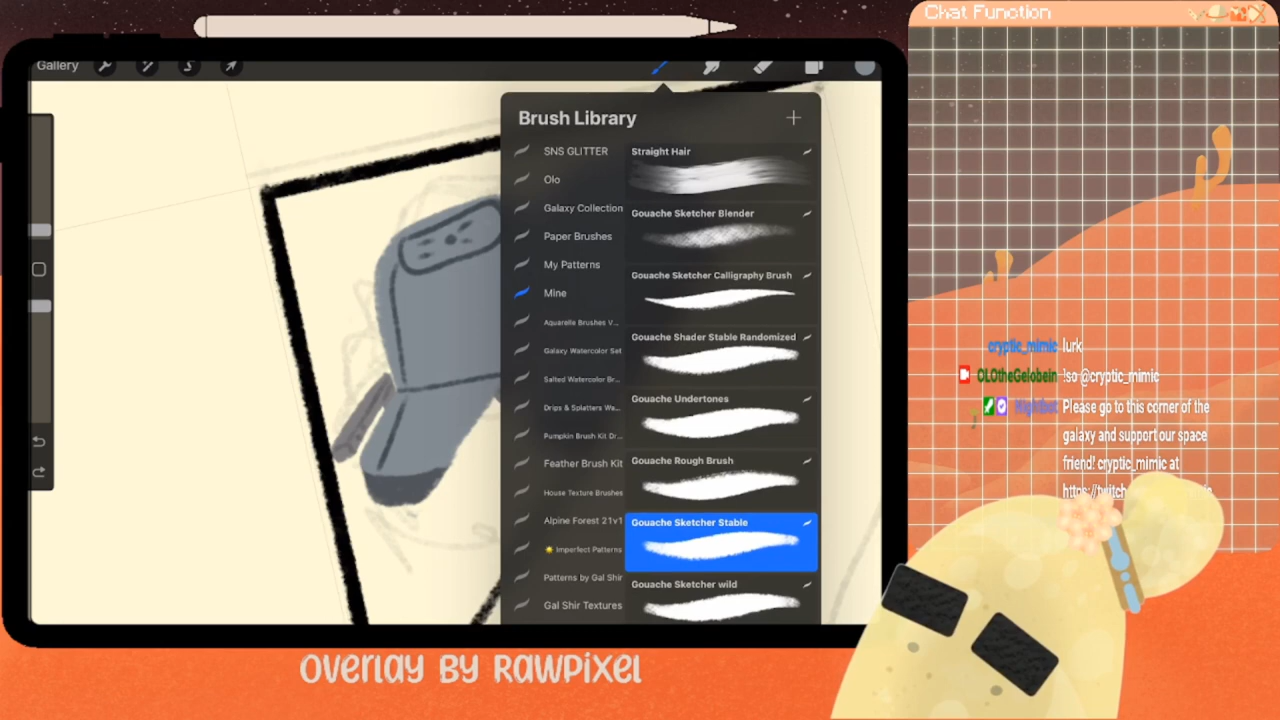 Chat Function
Gallery
Brush Library
SNS GLITTER
Olo
Galaxy Collection
Paper Brushes
My Patterns
Mine
Aquarelle Brushes V...
Galaxy Watercolor Set
Salted Watercolor Br...
Drips & Splatters Wa...
Pumpkin Brush Kit Dr...
Feather Brush Kit
House Texture Brushes
Alpine Forest 21v1
Imperfect Patterns
Patterns by Gal Shir
Gal Shir Textures
Straight Hair
Gouache Sketcher Blender
Gouache Sketcher Calligraphy Brush
Gouache Shader Stable Randomized
Gouache Undertones
Gouache Rough Brush
Gouache Sketcher Stable
Gouache Sketcher wild
cryptic_mimic lurk
OLOtheGelobein !so @cryptic_mimic
Nightbot Please go to this corner of the
galaxy and support our space
friend! cryptic_mimic at
OVERLAY BY RAWPIXEL